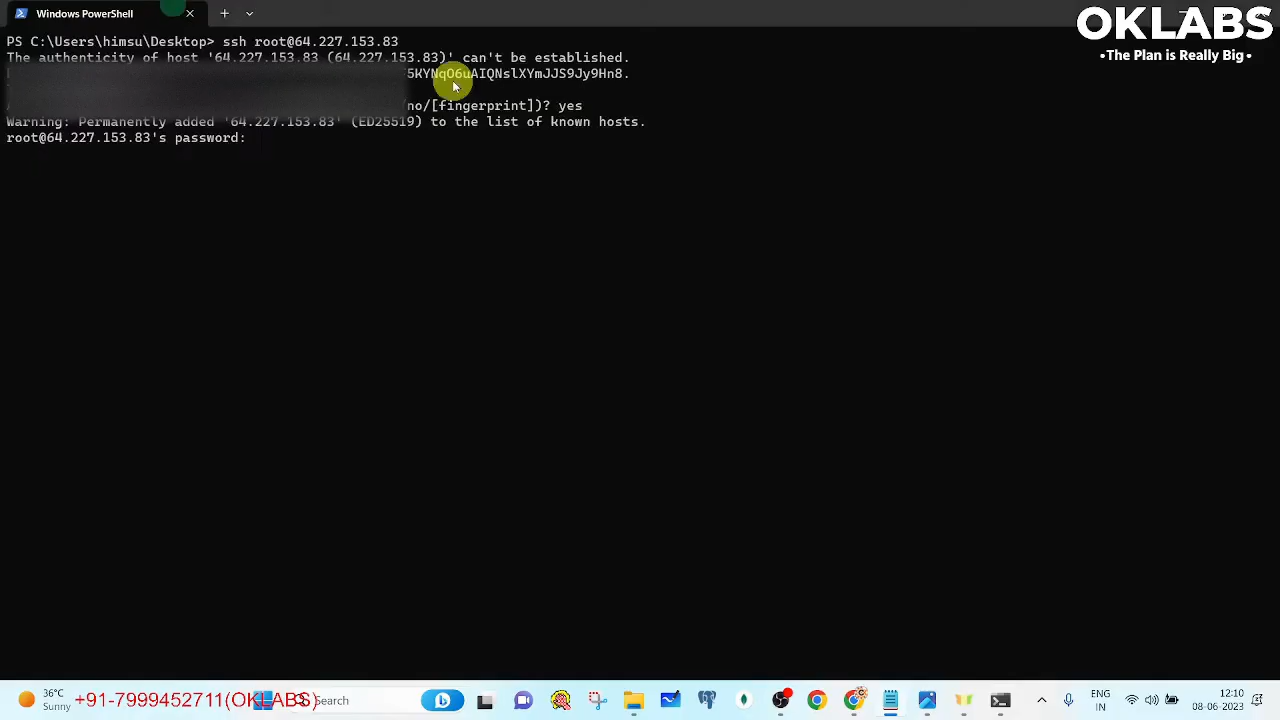 Windows PowerShell
OKLABS
•The Plan is Really Big•
PS C:\Users\himsu\Desktop> ssh root@64.227.153.83
The authenticity of host '64.227.153.83 (64.227.153.83)' can't be established.
5KYNqO6uAIQNslXYmJJS9Jy9Hn8.
/no/[fingerprint])? yes
Warning: Permanently added '64.227.153.83' (ED25519) to the list of known hosts.
root@64.227.153.83's password:
36°C
Sunny
+91-7999452711(OKLABS)
Search
ENG
IN
12:10
08-06-2023